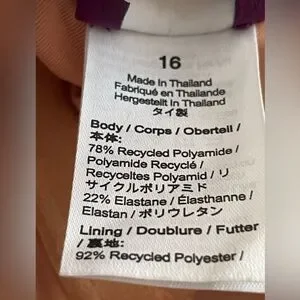 16
Made in Thailand
Fabriqué en Thaïlande
Hergestellt in Thailand
タイ製
Body / Corps / Oberteil /
本体:
78% Recycled Polyamide /
Polyamide Recyclé /
Recyceltes Polyamid / リ
サイクルポリアミド
22% Elastane / Élasthanne /
Elastan / ポリウレタン
Lining / Doublure / Futter
/ 裏地:
92% Recycled Polyester /